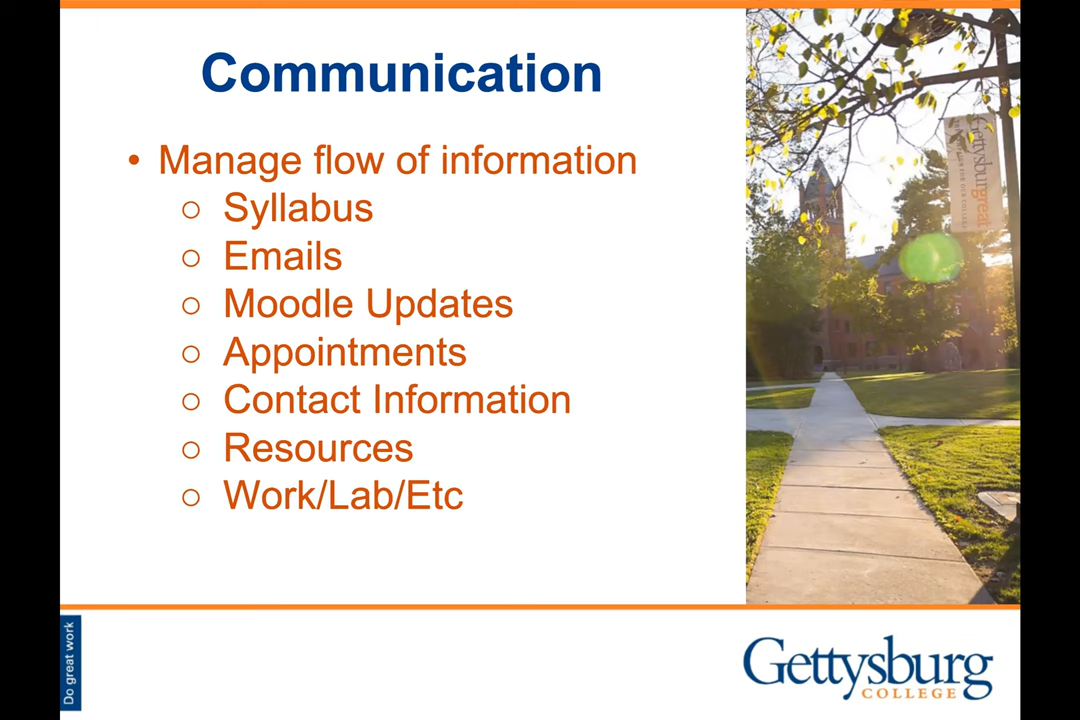 Communication
• Manage flow of information
○ Syllabus
○ Emails
○ Moodle Updates
○ Appointments
○ Contact Information
○ Resources
○ Work/Lab/Etc
Gettysburgreat
Do great work
Gettysburg
COLLEGE